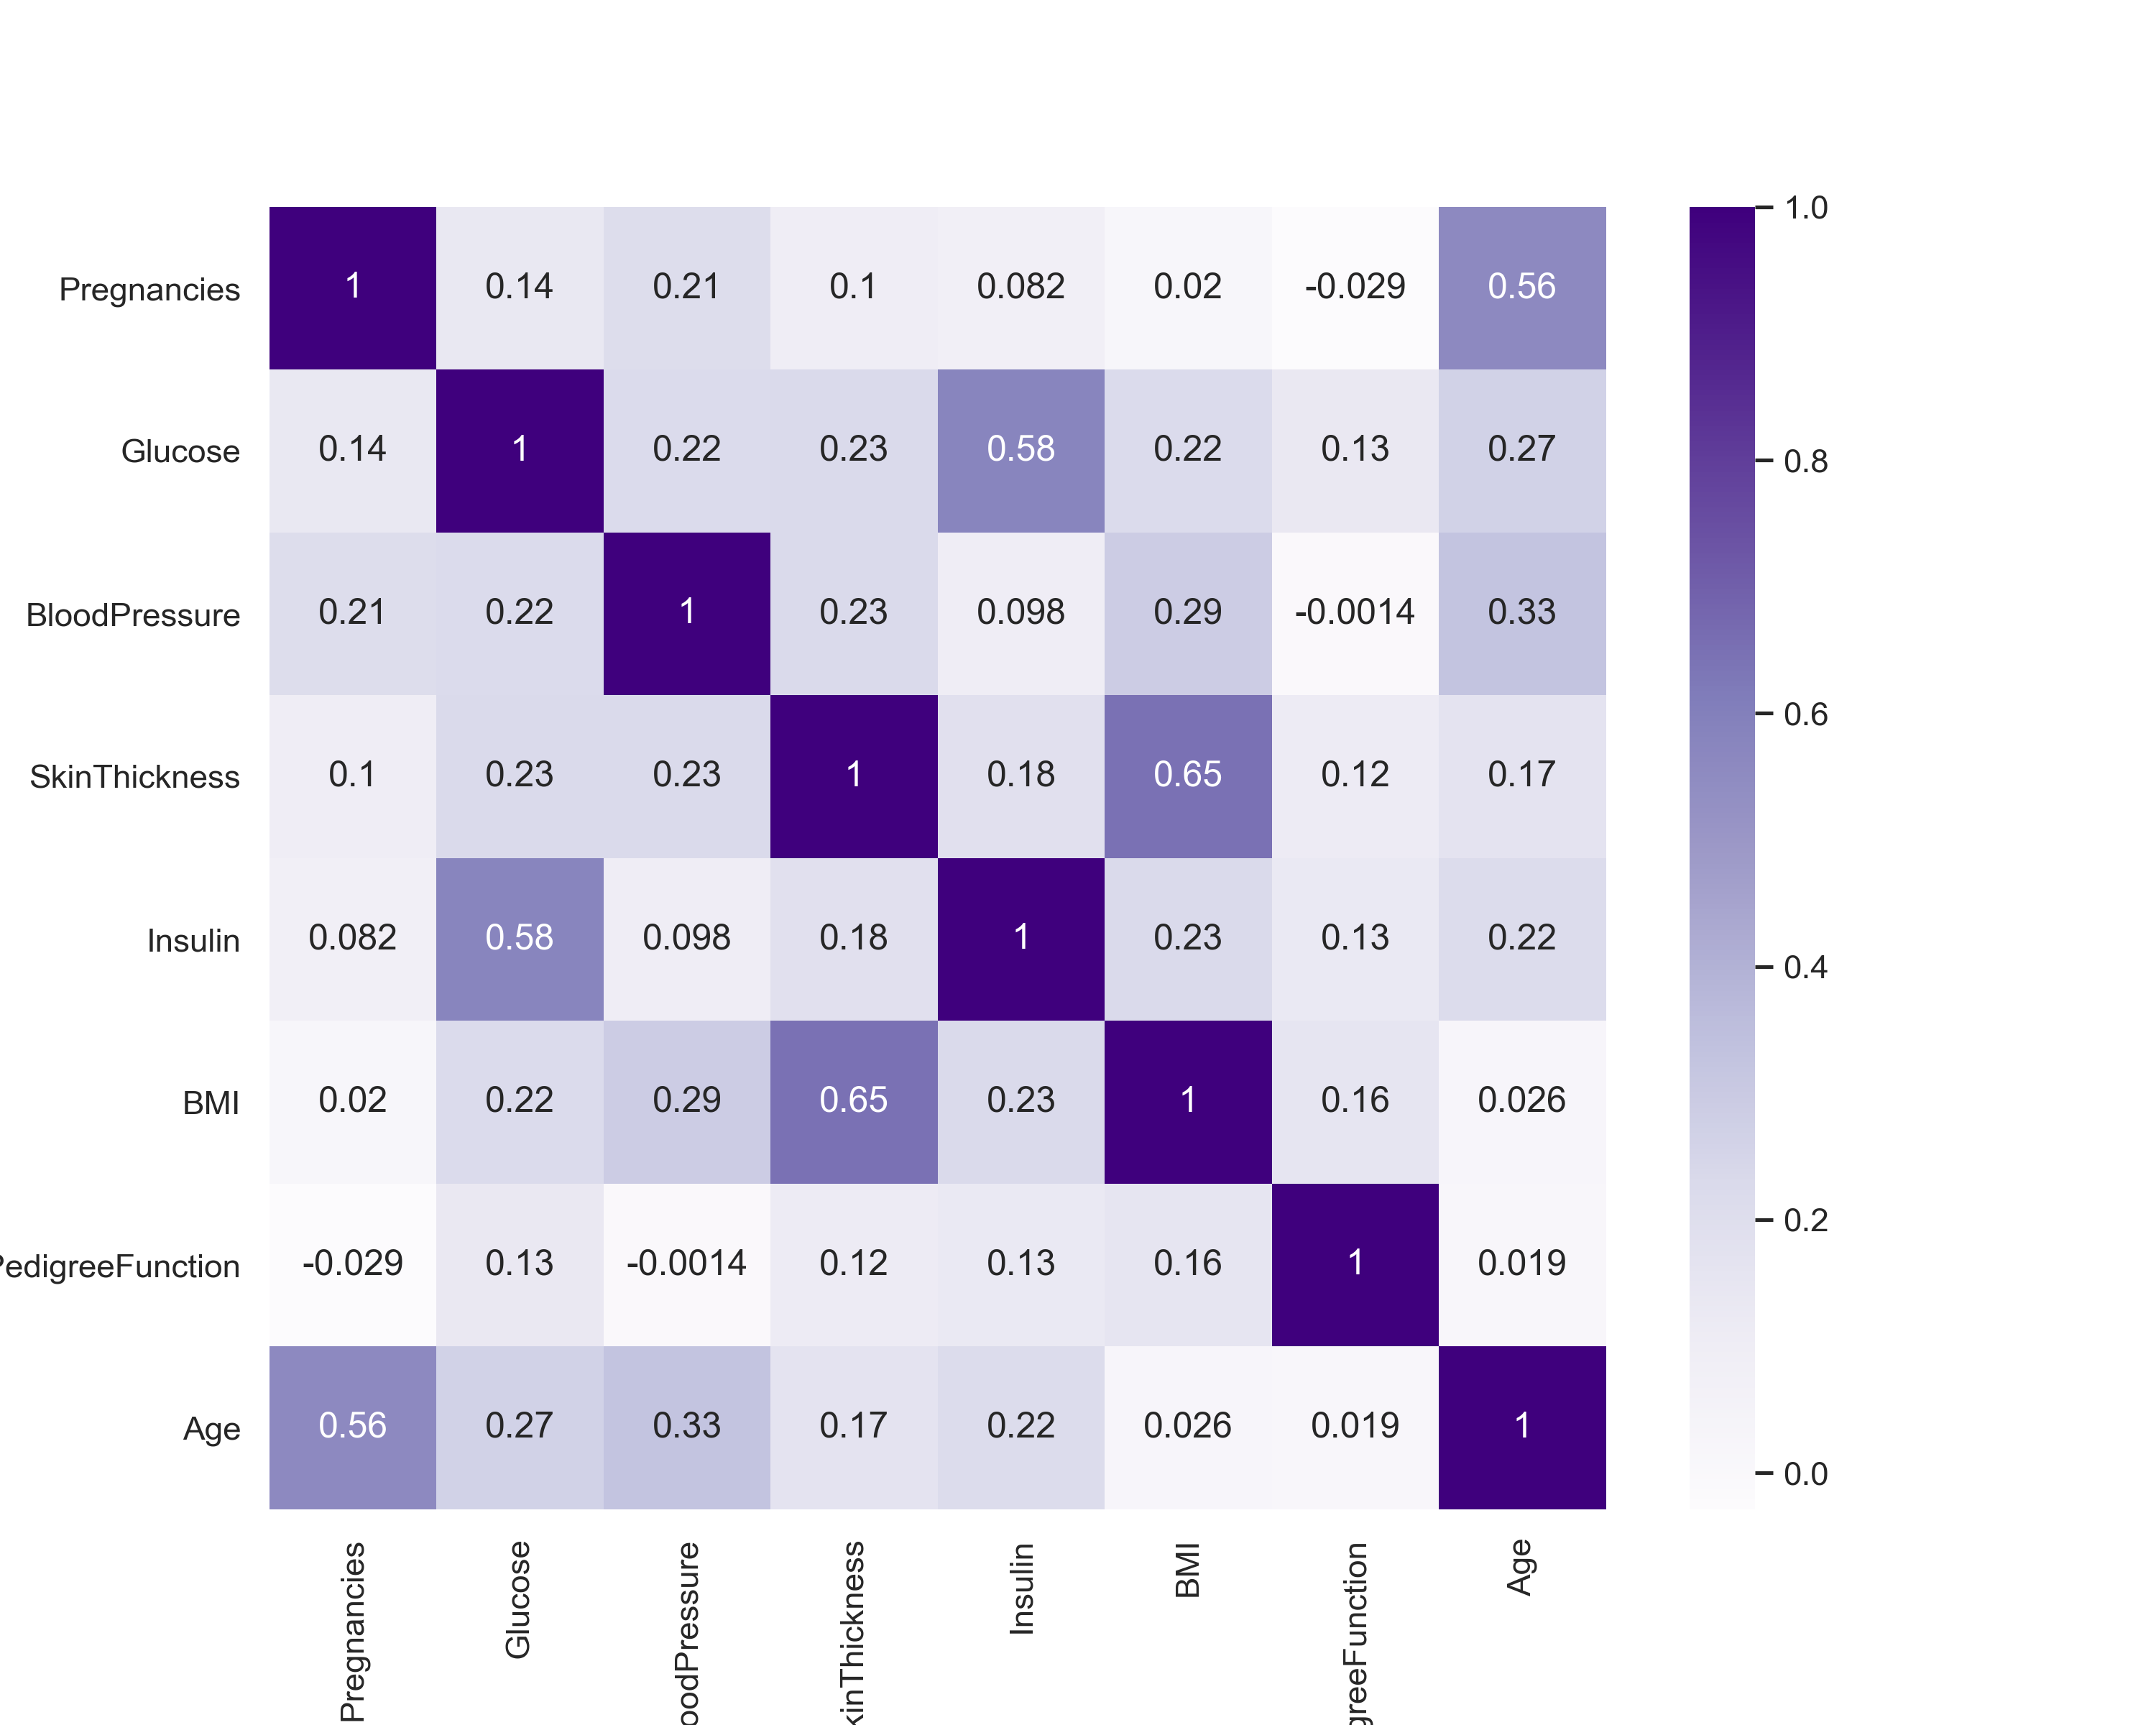 1.0
Pregnancies 1 0.14 0.21 0.1 0.082 0.02 -0.029 0.56
0.8
Glucose 0.14 1 0.22 0.23 0.58 0.22 0.13 0.27
BloodPressure 0.21 0.22 1 0.23 0.098 0.29 -0.0014 0.33
0.6
SkinThickness 0.1 0.23 0.23 1 0.18 0.65 0.12 0.17
Insulin 0.082 0.58 0.098 0.18 1 0.23 0.13 0.22
0.4
BMI 0.02 0.22 0.29 0.65 0.23 1 0.16 0.026
0.2
PedigreeFunction -0.029 0.13 -0.0014 0.12 0.13 0.16 1 0.019
Age 0.56 0.27 0.33 0.17 0.22 0.026 0.019 1
0.0
Pregnancies
Glucose
oodPressure
kinThickness
Insulin
BMI
greeFunction
Age